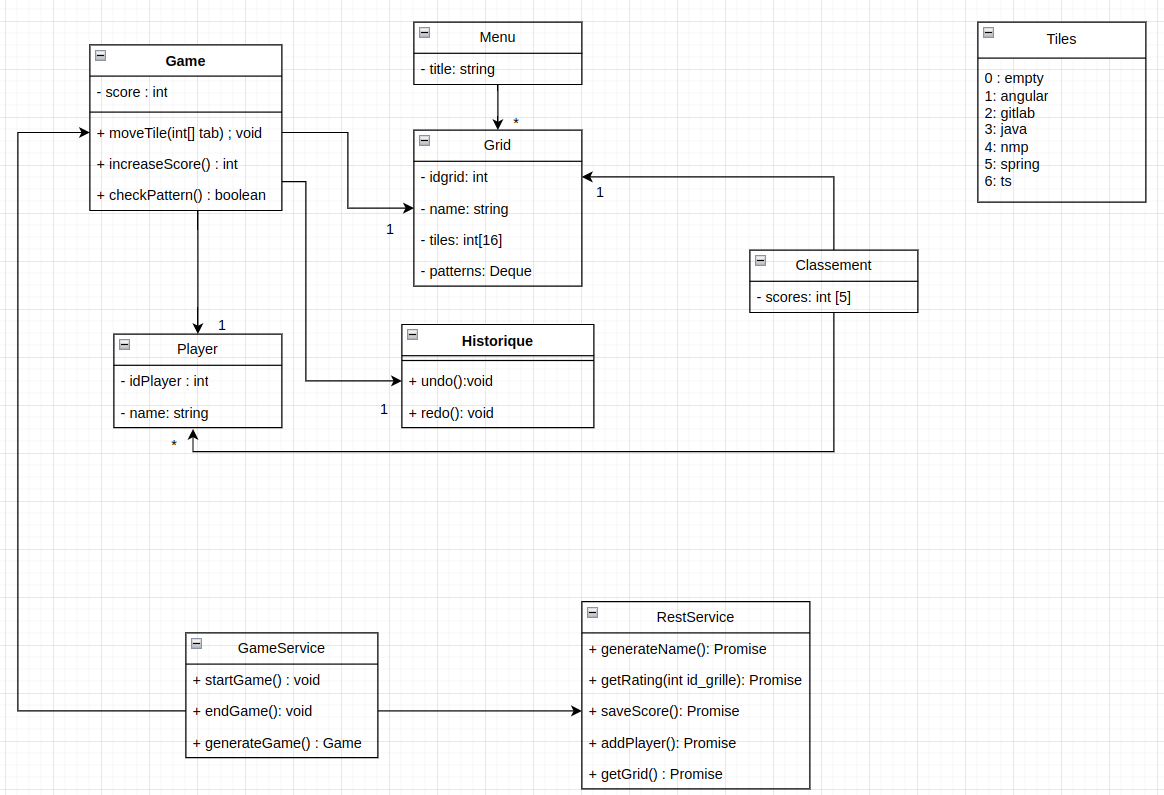 Game
- score : int
+ moveTile(int[] tab) ; void
+ increaseScore() : int
+ checkPattern() : boolean
Menu
- title: string
*
Grid
- idgrid: int
- name: string
- tiles: int[16]
- patterns: Deque
1
1
Tiles
0 : empty
1: angular
2: gitlab
3: java
4: nmp
5: spring
6: ts
Classement
- scores: int [5]
1
Player
- idPlayer : int
- name: string
*
Historique
+ undo():void
+ redo(): void
1
GameService
+ startGame() : void
+ endGame(): void
+ generateGame() : Game
RestService
+ generateName(): Promise
+ getRating(int id_grille): Promise
+ saveScore(): Promise
+ addPlayer(): Promise
+ getGrid() : Promise